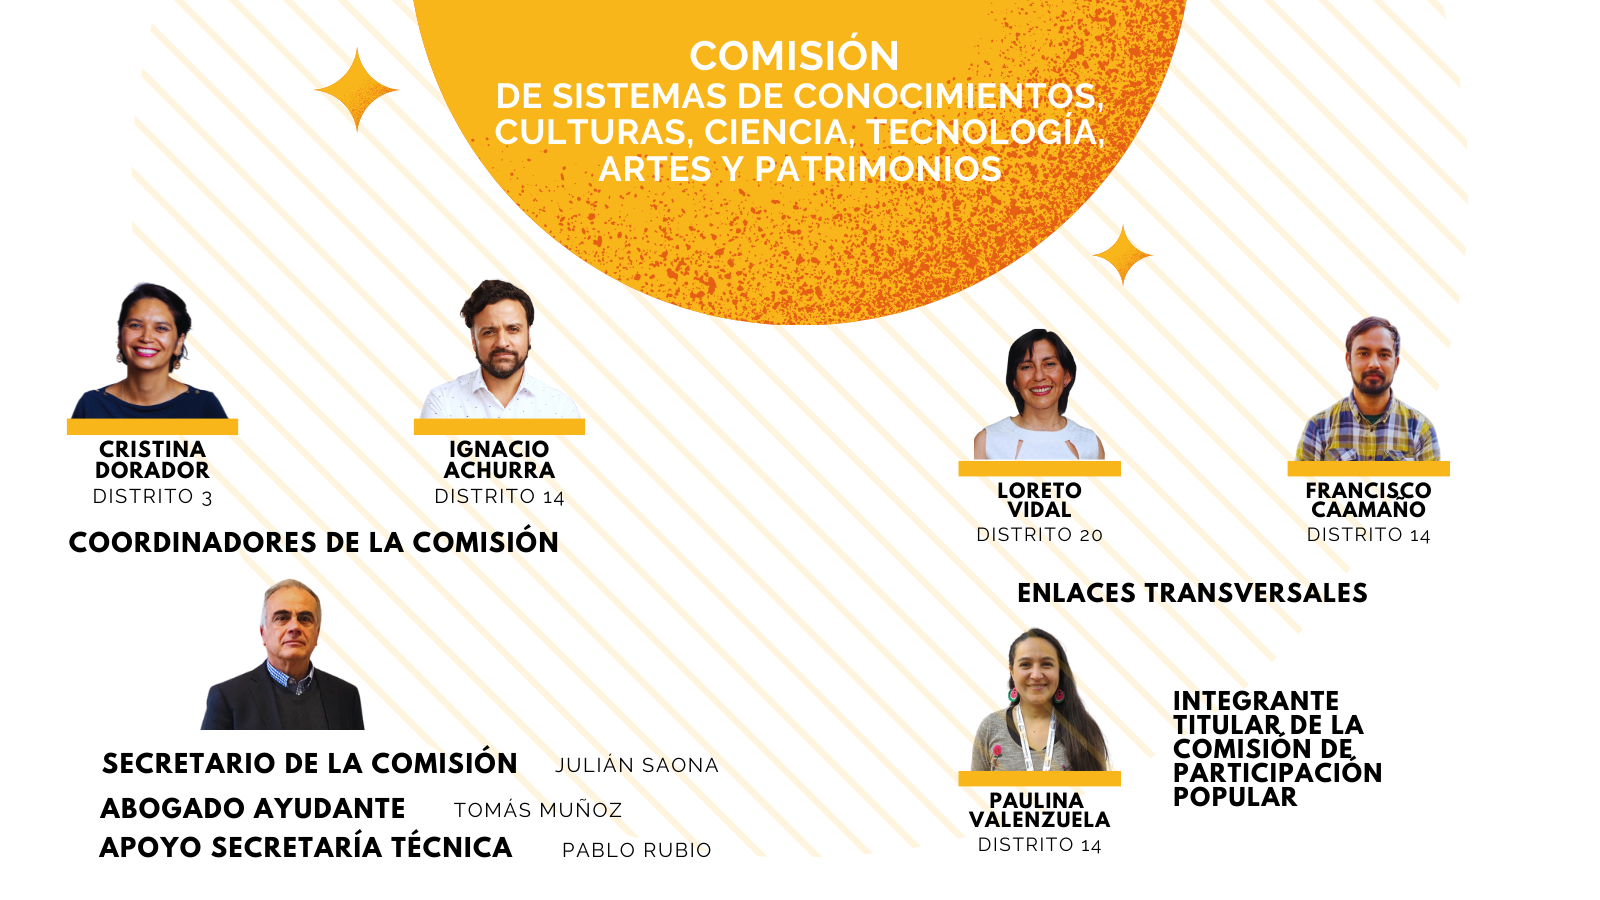 COMISIÓN
DE SISTEMAS DE CONOCIMIENTOS,
CULTURAS, CIENCIA, TECNOLOGÍA,
ARTES Y PATRIMONIOS
CRISTINA
DORADOR
DISTRITO 3
IGNACIO
ACHURRA
DISTRITO 14
COORDINADORES DE LA COMISIÓN
LORETO
VIDAL
DISTRITO 20
FRANCISCO
CAAMAÑO
DISTRITO 14
ENLACES TRANSVERSALES
SECRETARIO DE LA COMISIÓN JULIÁN SAONA
ABOGADO AYUDANTE TOMÁS MUÑOZ
APOYO SECRETARÍA TÉCNICA PABLO RUBIO
PAULINA
VALENZUELA
DISTRITO 14
INTEGRANTE
TITULAR DE LA
COMISIÓN DE
PARTICIPACIÓN
POPULAR